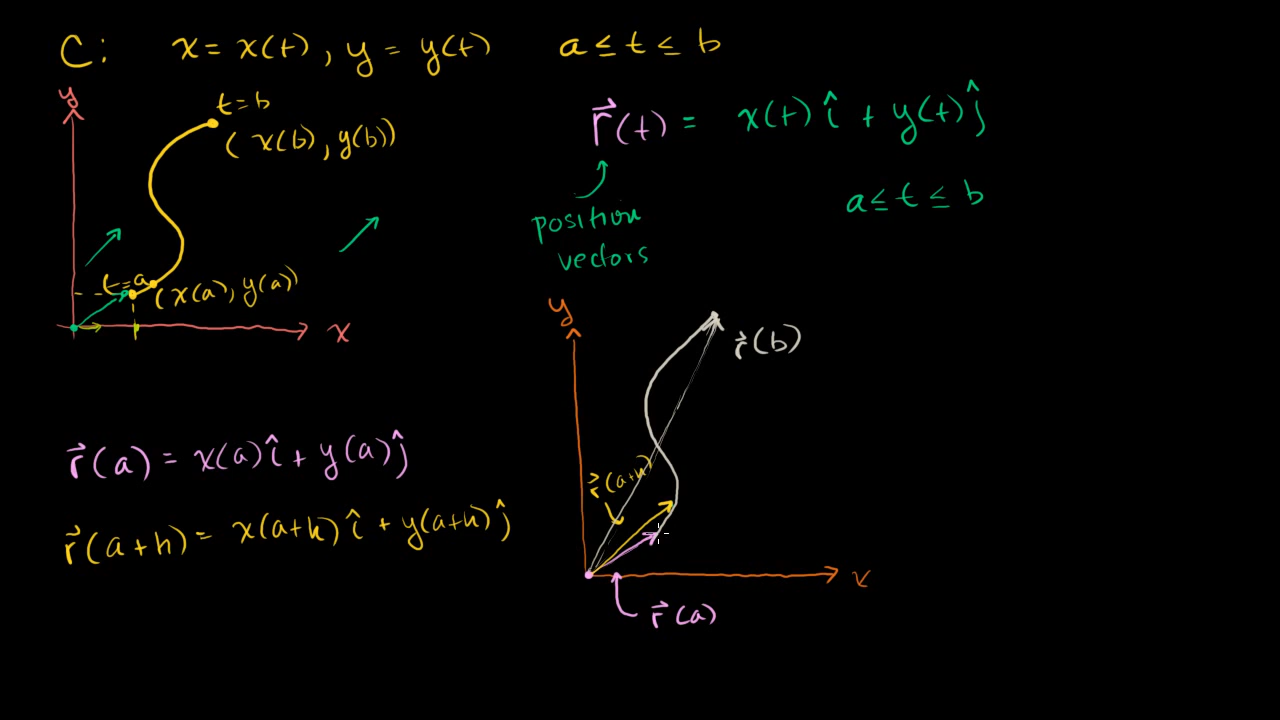 C: x = x(t), y = y(t) a ≤ t ≤ b
y
t = b
(x(b), y(b))
t = a
(x(a), y(a))
x
r⃗(t) = x(t)î + y(t)ĵ
a ≤ t ≤ b
position
vectors
r⃗(a) = x(a)î + y(a)ĵ
r⃗(a+h) = x(a+h)î + y(a+h)ĵ
y
r⃗(b)
r⃗(a+h)
x
r⃗(a)